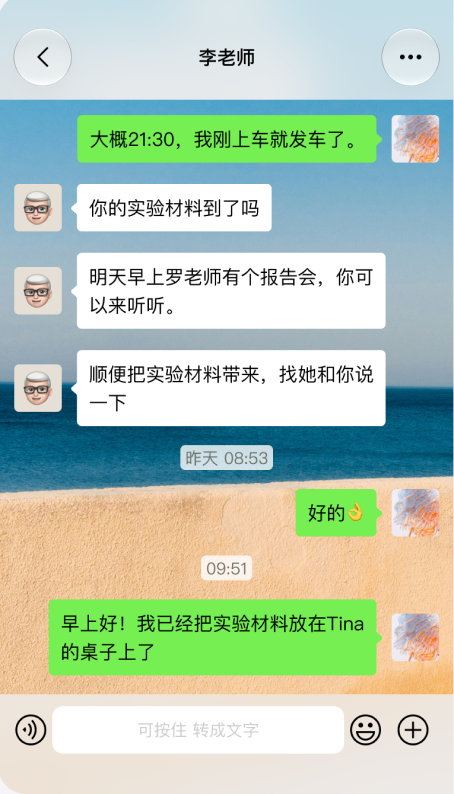 李老师
大概21:30，我刚上车就发车了。
你的实验材料到了吗
明天早上罗老师有个报告会，你可
以来听听。
顺便把实验材料带来，找她和你说
一下
昨天 08:53
好的👌
09:51
早上好！我已经把实验材料放在Tina
的桌子上了
可按住 转成文字